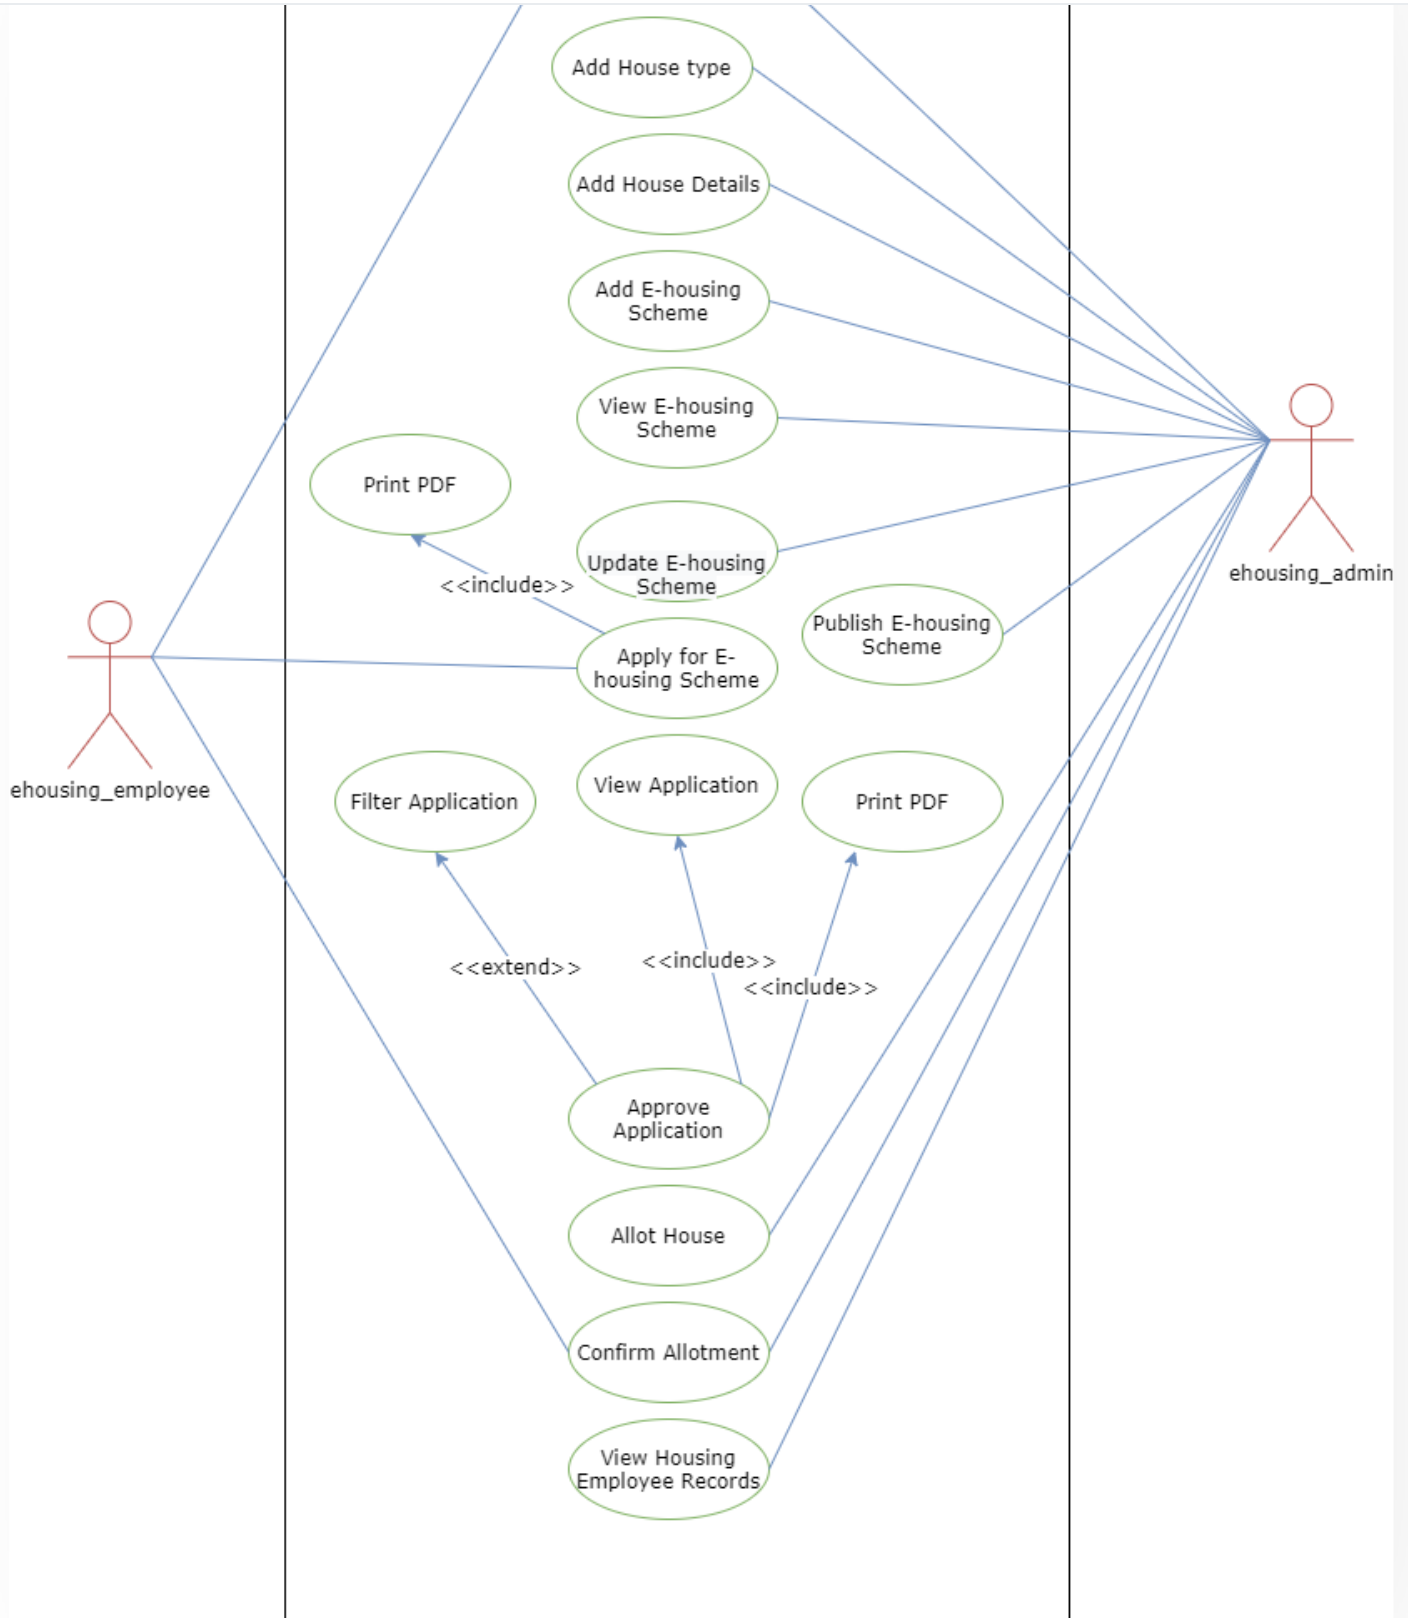 Add House type
Add House Details
Add E-housing
Scheme
View E-housing
Scheme
Print PDF
Update E-housing
Scheme
<<include>>
ehousing_admin
Publish E-housing
Scheme
Apply for E-
housing Scheme
ehousing_employee
Filter Application
View Application
Print PDF
<<extend>>
<<include>>
<<include>>
Approve
Application
Allot House
Confirm Allotment
View Housing
Employee Records